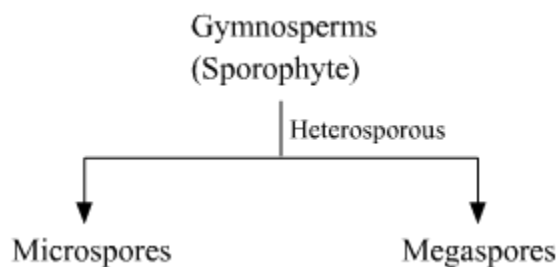 Gymnosperms
(Sporophyte)
Heterosporous
Microspores
Megaspores